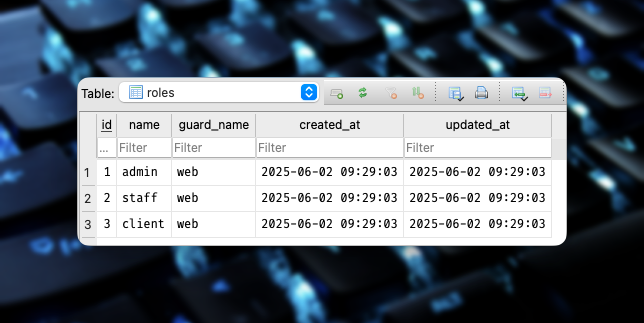 Table: roles
id name guard_name created_at updated_at
... Filter Filter Filter Filter
1 1 admin web 2025-06-02 09:29:03 2025-06-02 09:29:03
2 2 staff web 2025-06-02 09:29:03 2025-06-02 09:29:03
3 3 client web 2025-06-02 09:29:03 2025-06-02 09:29:03